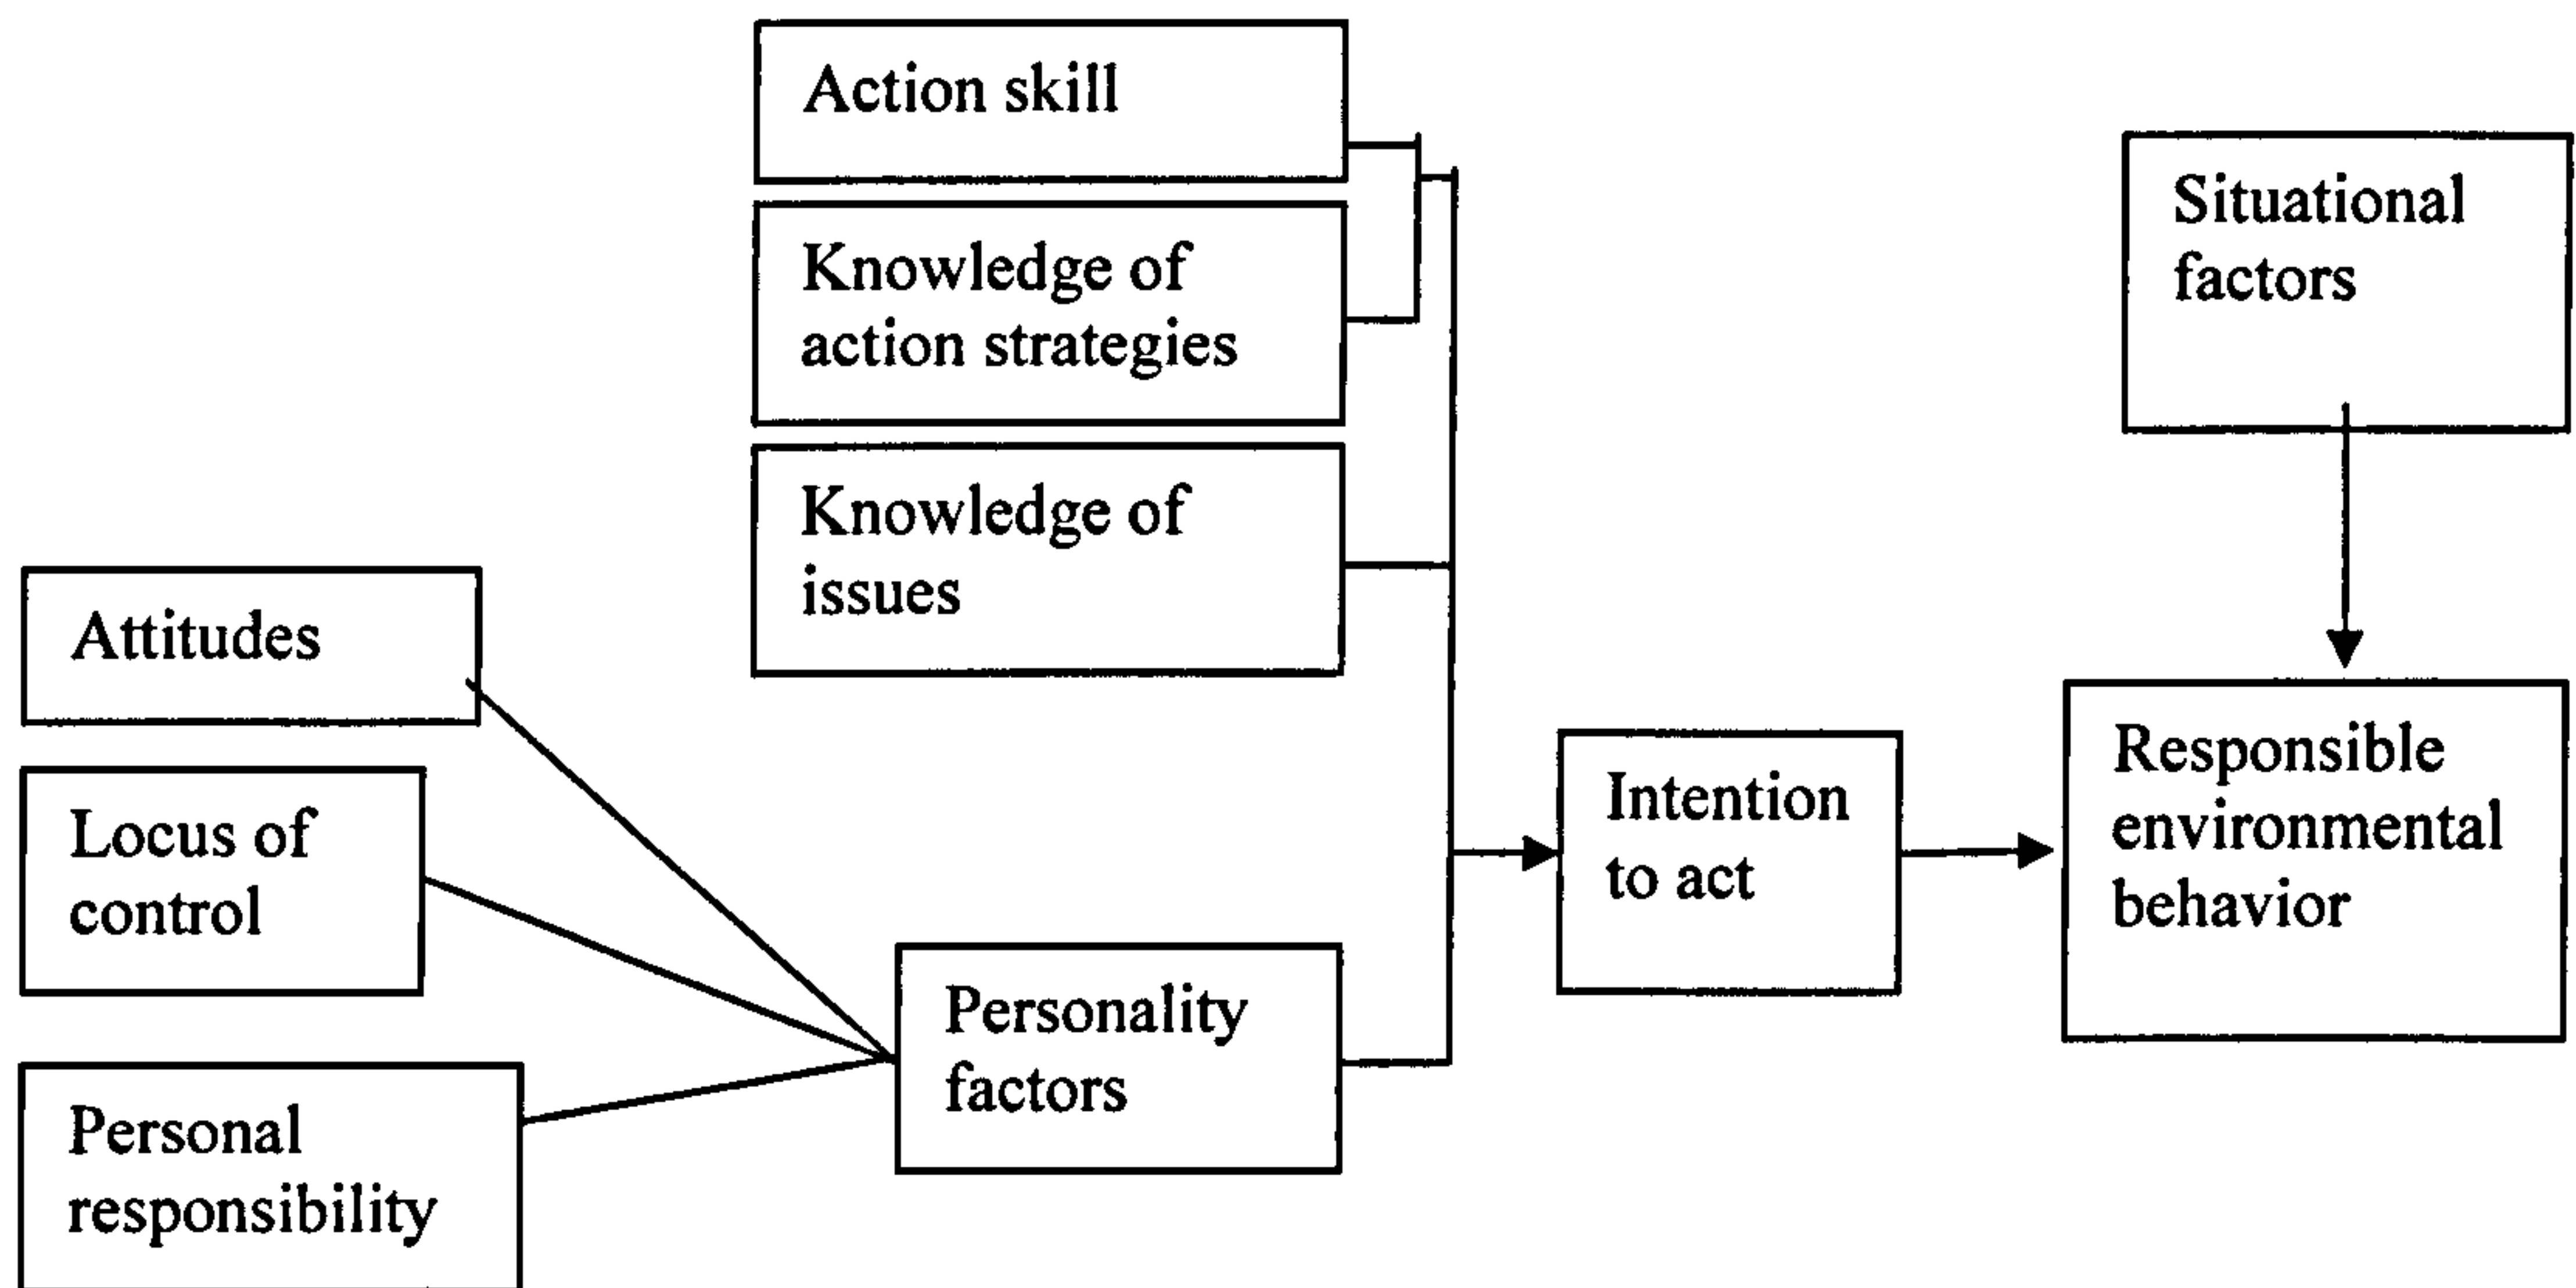 Action skill
Knowledge of
action strategies
Knowledge of
issues
Situational
factors
Attitudes
Locus of
control
Personal
responsibility
Personality
factors
Intention
to act
Responsible
environmental
behavior